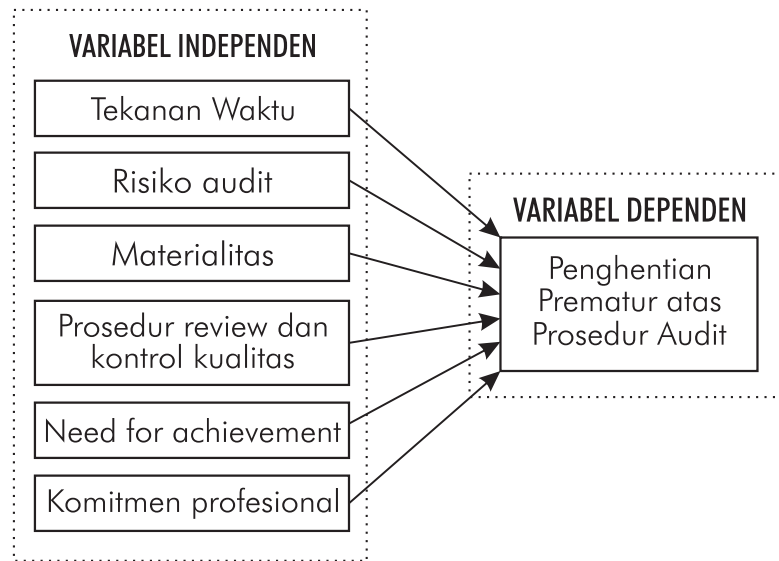 VARIABEL INDEPENDEN
Tekanan Waktu
Risiko audit
Materialitas
Prosedur review dan
kontrol kualitas
Need for achievement
Komitmen profesional
VARIABEL DEPENDEN
Penghentian
Prematur atas
Prosedur Audit